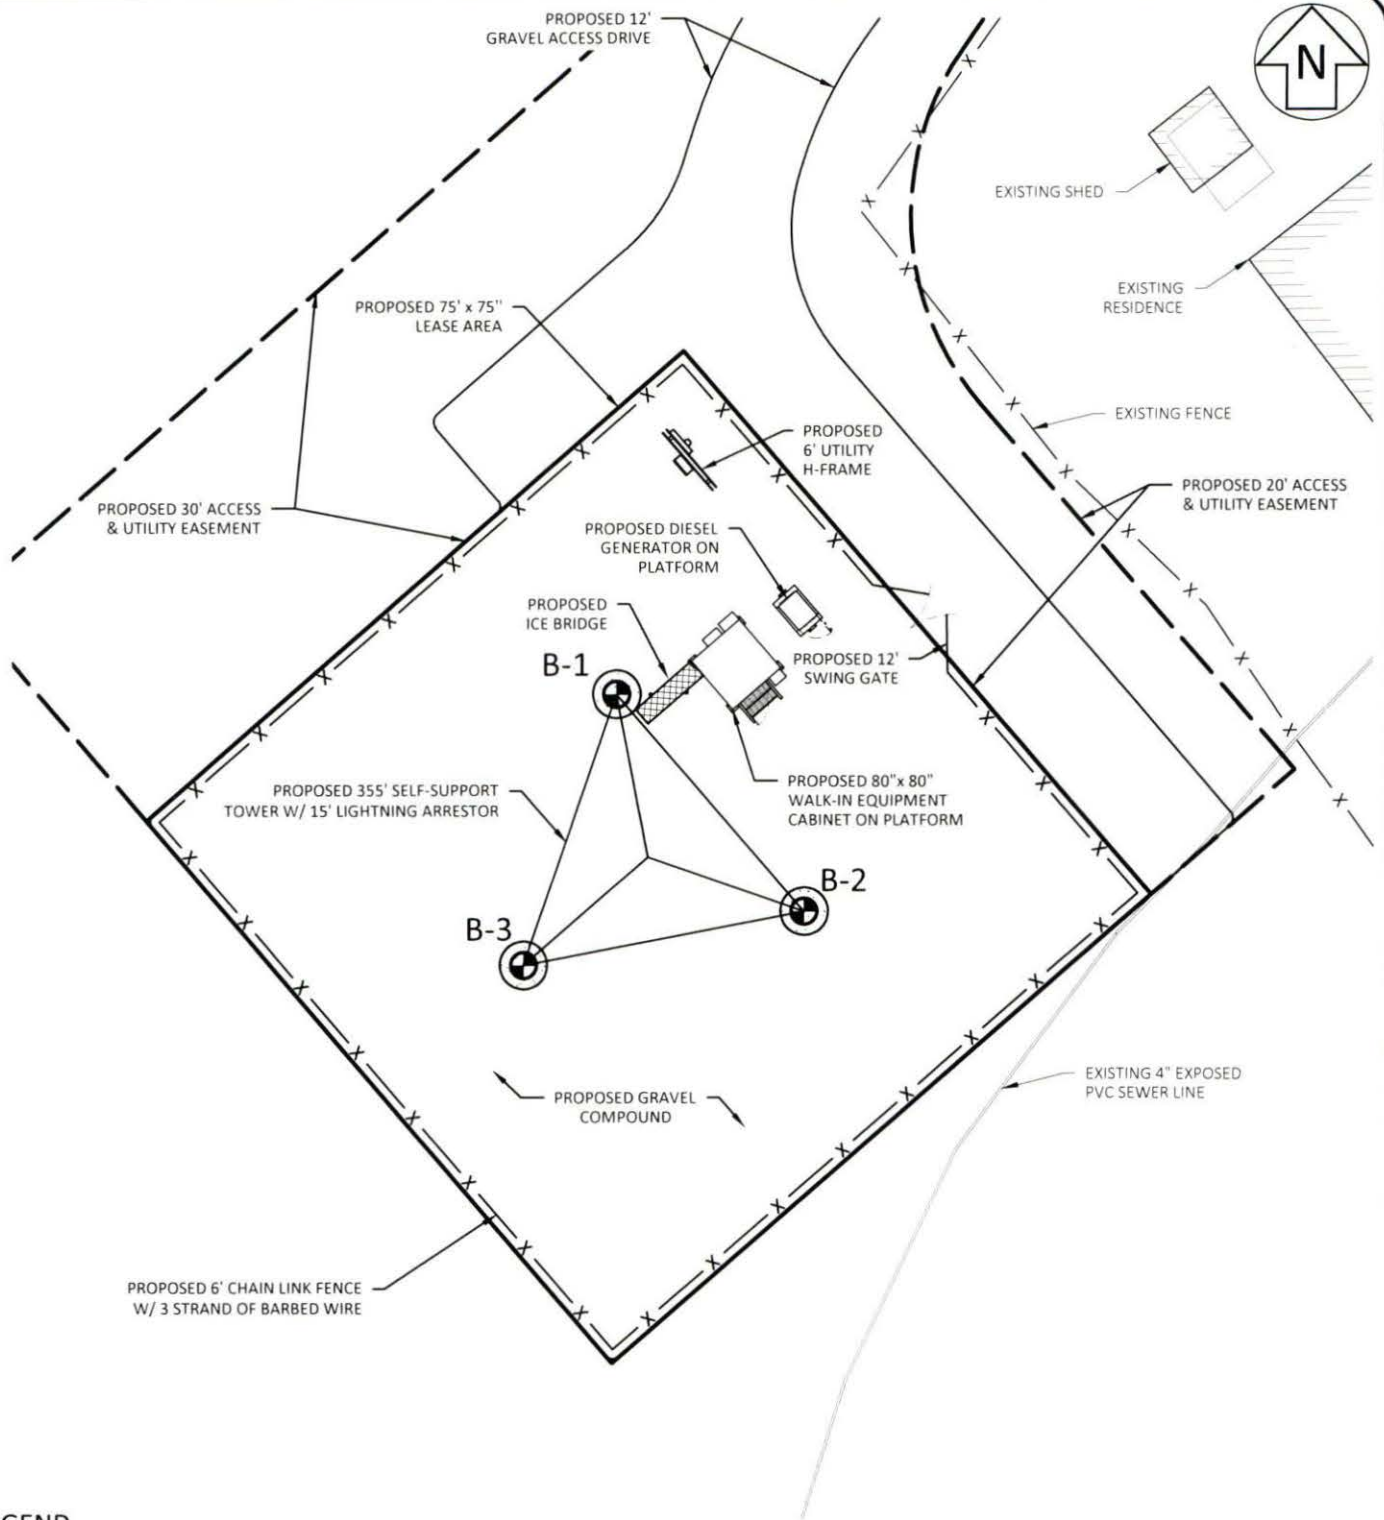 PROPOSED 12'
GRAVEL ACCESS DRIVE
N
EXISTING SHED
EXISTING
RESIDENCE
PROPOSED 75' x 75"
LEASE AREA
EXISTING FENCE
PROPOSED
6' UTILITY
H-FRAME
PROPOSED 20' ACCESS
& UTILITY EASEMENT
PROPOSED 30' ACCESS
& UTILITY EASEMENT
PROPOSED DIESEL
GENERATOR ON
PLATFORM
PROPOSED
ICE BRIDGE
B-1
PROPOSED 12'
SWING GATE
PROPOSED 355' SELF-SUPPORT
TOWER W/ 15' LIGHTNING ARRESTOR
PROPOSED 80"x 80"
WALK-IN EQUIPMENT
CABINET ON PLATFORM
B-2
B-3
EXISTING 4" EXPOSED
PVC SEWER LINE
PROPOSED GRAVEL
COMPOUND
PROPOSED 6' CHAIN LINK FENCE
W/ 3 STRAND OF BARBED WIRE